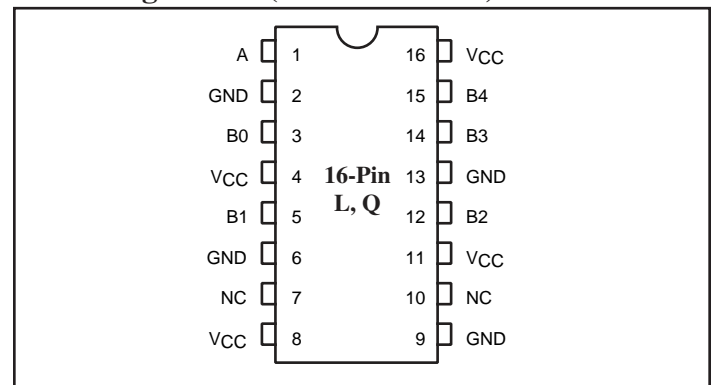 A 1 16 VCC
GND 2 15 B4
B0 3 14 B3
VCC 4 16-Pin 13 GND
L, Q
B1 5 12 B2
GND 6 11 VCC
NC 7 10 NC
VCC 8 9 GND